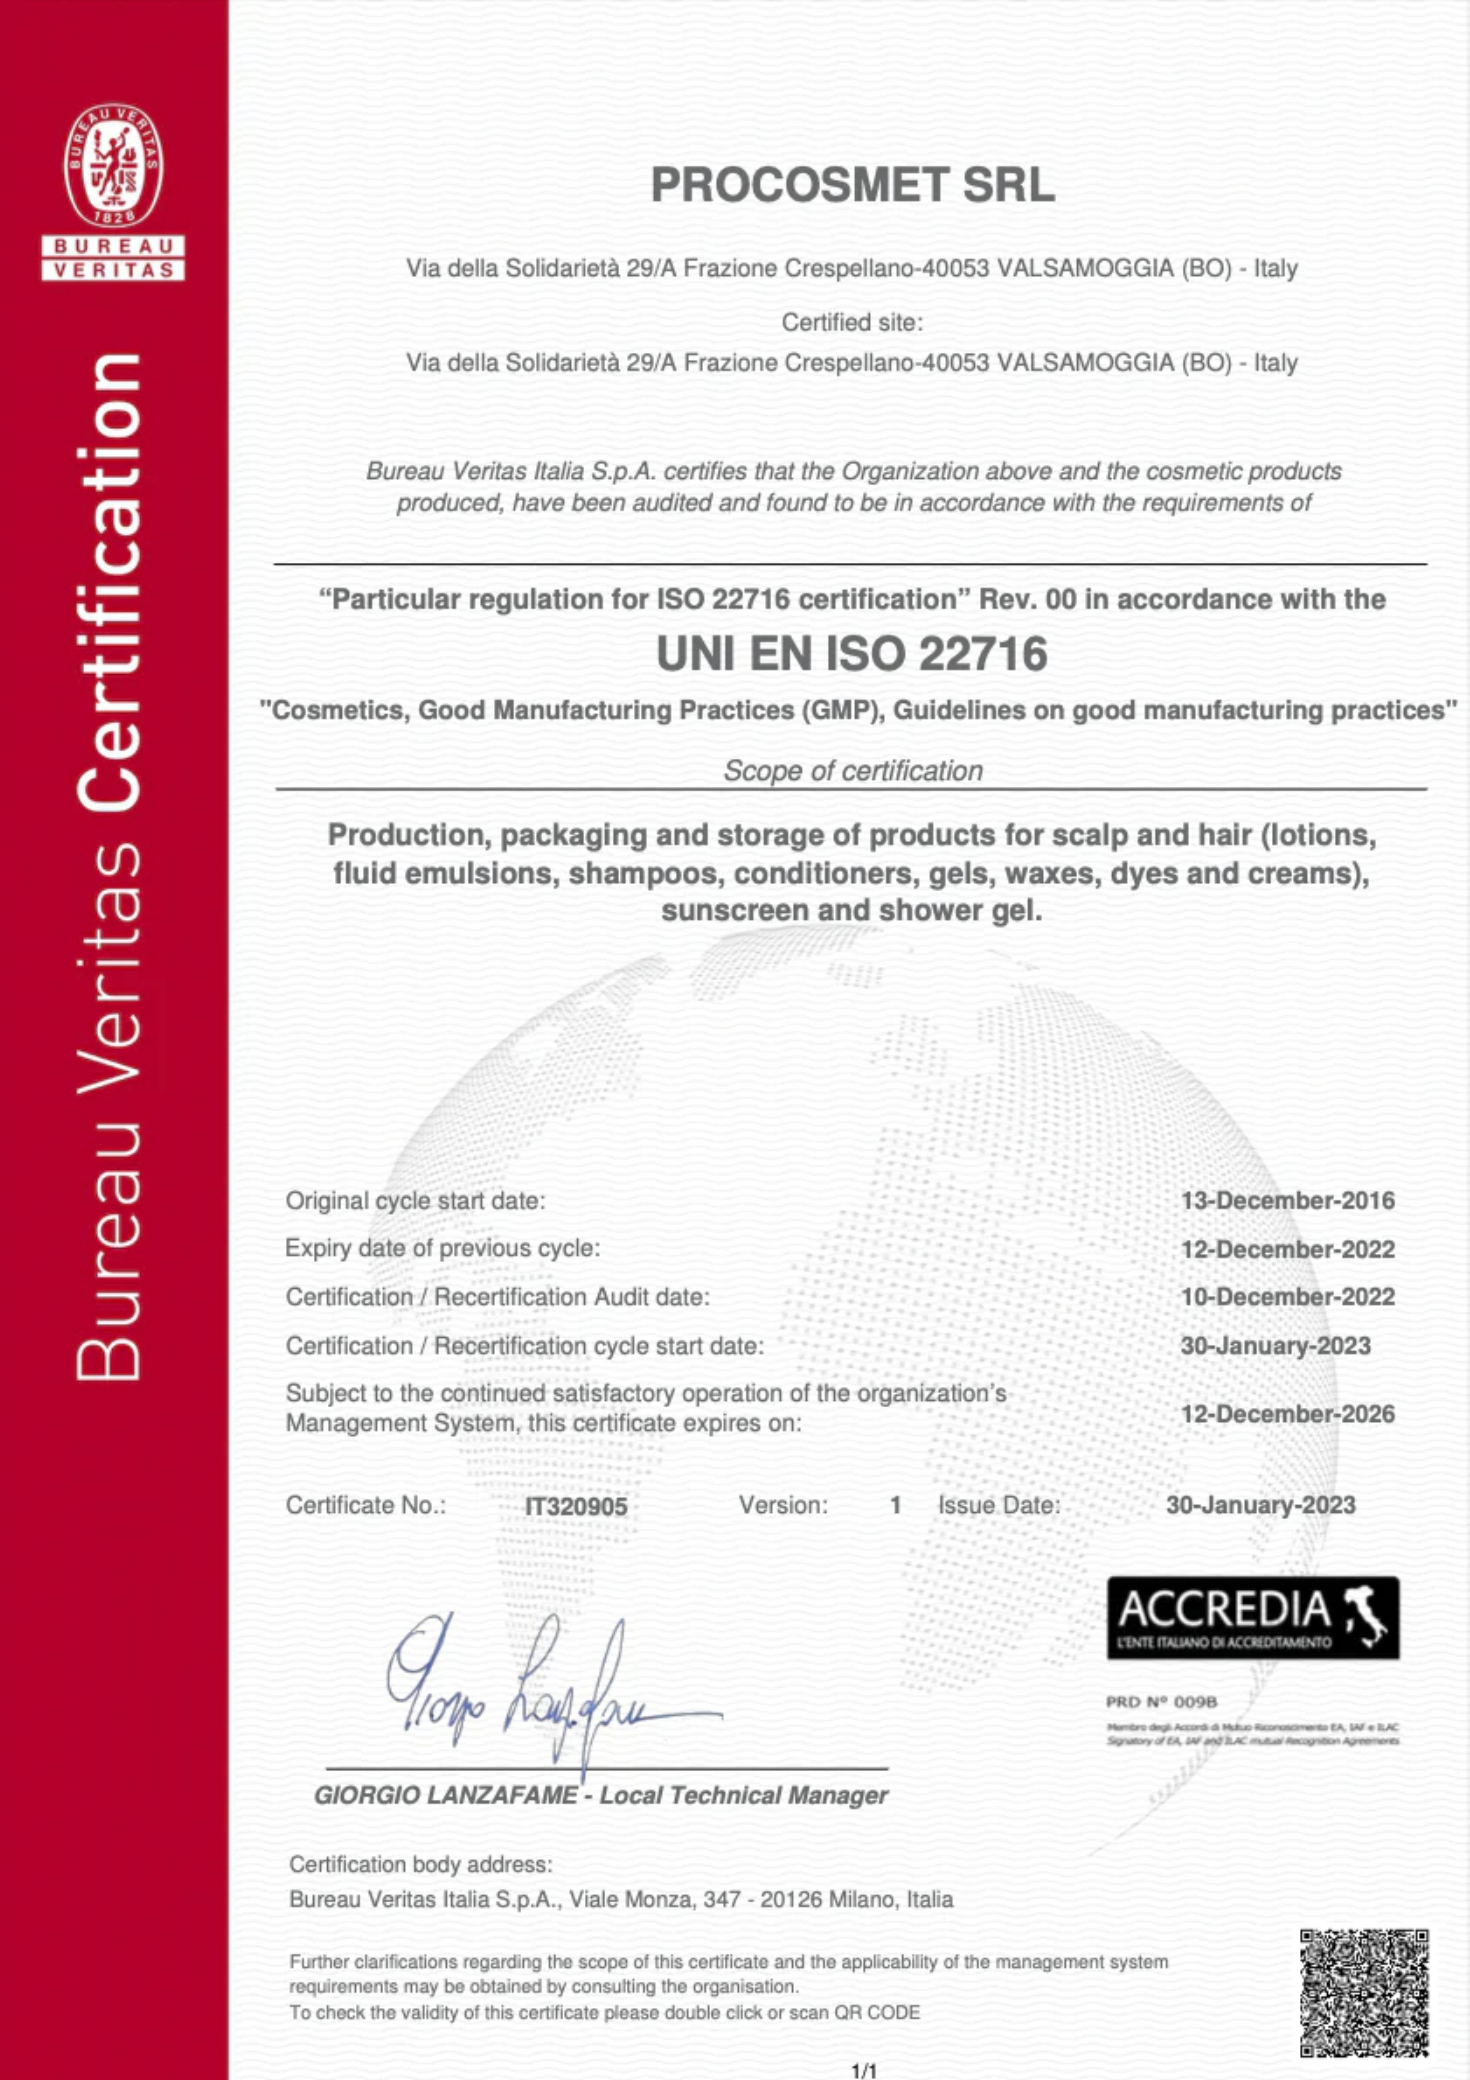 BUREAU VERITAS
1828
BUREAU
VERITAS
Bureau Veritas Certification
PROCOSMET SRL
Via della Solidarietà 29/A Frazione Crespellano-40053 VALSAMOGGIA (BO) - Italy
Certified site:
Via della Solidarietà 29/A Frazione Crespellano-40053 VALSAMOGGIA (BO) - Italy
Bureau Veritas Italia S.p.A. certifies that the Organization above and the cosmetic products
produced, have been audited and found to be in accordance with the requirements of
“Particular regulation for ISO 22716 certification” Rev. 00 in accordance with the
UNI EN ISO 22716
"Cosmetics, Good Manufacturing Practices (GMP), Guidelines on good manufacturing practices"
Scope of certification
Production, packaging and storage of products for scalp and hair (lotions,
fluid emulsions, shampoos, conditioners, gels, waxes, dyes and creams),
sunscreen and shower gel.
Original cycle start date: 13-December-2016
Expiry date of previous cycle: 12-December-2022
Certification / Recertification Audit date: 10-December-2022
Certification / Recertification cycle start date: 30-January-2023
Subject to the continued satisfactory operation of the organization's
Management System, this certificate expires on: 12-December-2026
Certificate No.: IT320905 Version: 1 Issue Date: 30-January-2023
ACCREDIA
L'ENTE ITALIANO DI ACCREDITAMENTO
PRD Nº 009B
Membro degli Accordi di Mutuo Riconoscimento EA, IAF e ILAC
Signatory of EA, IAF and ILAC mutual Recognition Agreements
GIORGIO LANZAFAME - Local Technical Manager
Certification body address:
Bureau Veritas Italia S.p.A., Viale Monza, 347 - 20126 Milano, Italia
Further clarifications regarding the scope of this certificate and the applicability of the management system
requirements may be obtained by consulting the organisation.
To check the validity of this certificate please double click or scan QR CODE
1/1